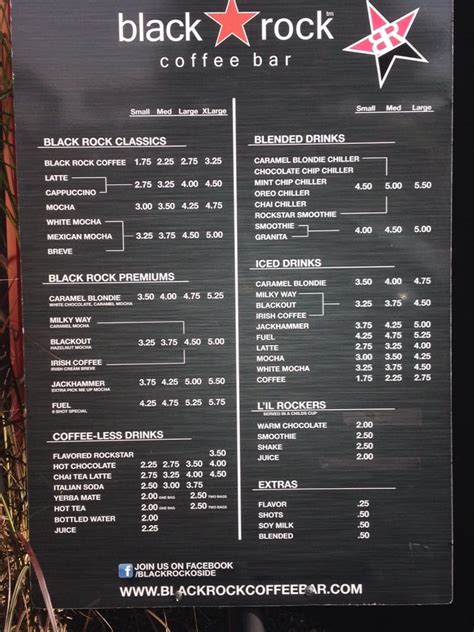 black rock™
coffee bar
BR
Small Med Large XLarge
BLACK ROCK CLASSICS
BLACK ROCK COFFEE 1.75 2.25 2.75 3.25
LATTE
CAPPUCCINO 2.75 3.25 4.00 4.50
MOCHA 3.00 3.50 4.25 4.75
WHITE MOCHA
MEXICAN MOCHA 3.25 3.75 4.50 5.00
BREVE
BLACK ROCK PREMIUMS
CARAMEL BLONDIE 3.50 4.00 4.75 5.25
WHITE CHOCOLATE, CARAMEL MOCHA
MILKY WAY
CARAMEL MOCHA
BLACKOUT 3.25 3.75 4.50 5.00
HAZELNUT MOCHA
IRISH COFFEE
IRISH CREAM BREVE
JACKHAMMER 3.75 4.25 5.00 5.50
EXTRA PICK ME UP MOCHA
FUEL 4.25 4.75 5.25 5.75
6 SHOT SPECIAL
COFFEE-LESS DRINKS
FLAVORED ROCKSTAR 3.50
HOT CHOCOLATE 2.25 2.75 3.50 4.00
CHAI TEA LATTE 2.75 3.25 4.00 4.50
ITALIAN SODA 2.50 3.00 3.75
YERBA MATE 2.00 ONE BAG 2.50 TWO BAGS
HOT TEA 2.00 ONE BAG 2.50 TWO BAGS
BOTTLED WATER 2.00
JUICE 2.25
Small Med Large
BLENDED DRINKS
CARAMEL BLONDIE CHILLER
CHOCOLATE CHIP CHILLER
MINT CHIP CHILLER
OREO CHILLER 4.50 5.00 5.50
CHAI CHILLER
ROCKSTAR SMOOTHIE
SMOOTHIE
GRANITA 4.00 4.50 5.00
ICED DRINKS
CARAMEL BLONDIE 3.50 4.00 4.75
MILKY WAY
BLACKOUT 3.25 3.75 4.50
IRISH COFFEE
JACKHAMMER 3.75 4.25 5.00
FUEL 4.25 4.75 5.25
LATTE 2.75 3.25 4.00
MOCHA 3.00 3.50 4.25
WHITE MOCHA 3.25 3.75 4.50
COFFEE 1.75 2.25 2.75
L'IL ROCKERS
SERVED IN A CHILDS CUP
WARM CHOCOLATE 2.00
SMOOTHIE 2.50
SHAKE 2.50
JUICE 2.00
EXTRAS
FLAVOR .25
SHOTS .50
SOY MILK .50
BLENDED .50
f JOIN US ON FACEBOOK
/BLACKROCKOSIDE
WWW.BLACKROCKCOFFEEBAR.COM